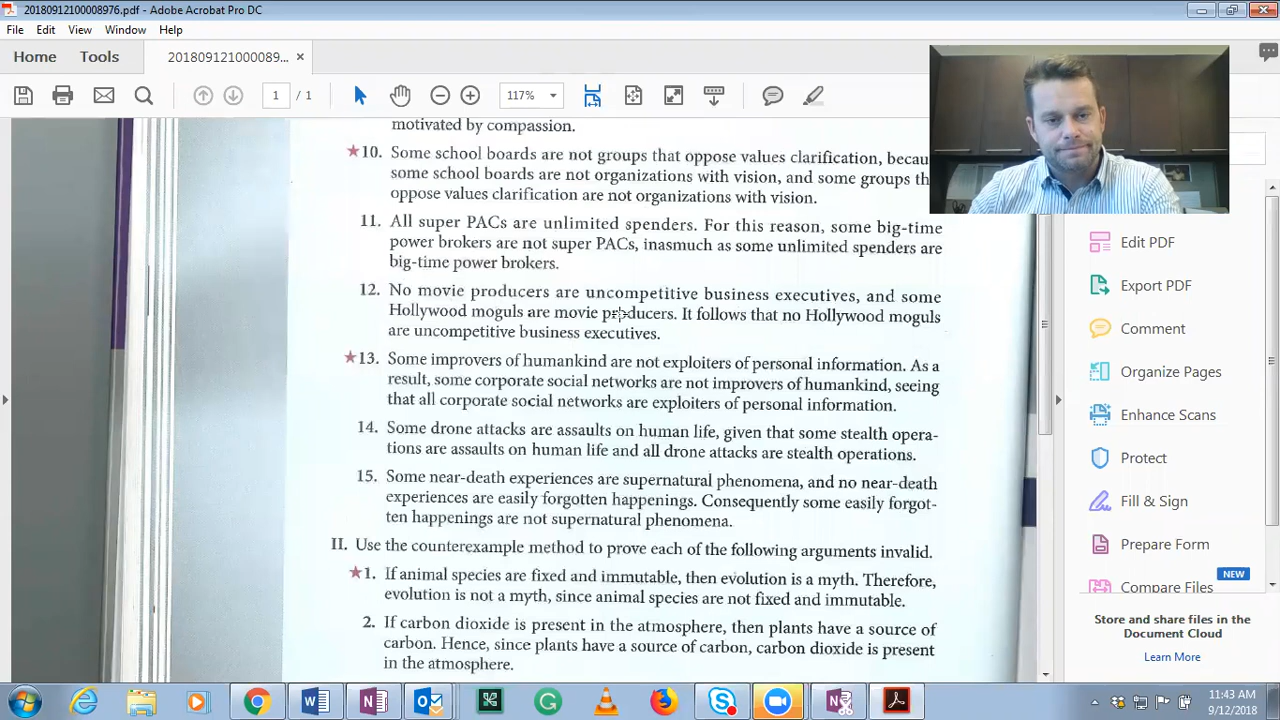 20180912100008976.pdf - Adobe Acrobat Pro DC
File Edit View Window Help
Home Tools 201809121000089... ×
1 / 1 117%
motivated by compassion.
★10. Some school boards are not groups that oppose values clarification,
some school boards are not organizations with vision, and some groups
oppose values clarification are not organizations with vision.
11. All super PACs are unlimited spenders. For this reason, some big-time
power brokers are not super PACs, inasmuch as some unlimited spenders are
big-time power brokers.
12. No movie producers are uncompetitive business executives, and some
Hollywood moguls are movie producers. It follows that no Hollywood moguls
are uncompetitive business executives.
★13. Some improvers of humankind are not exploiters of personal information. As a
result, some corporate social networks are not improvers of humankind, seeing
that all corporate social networks are exploiters of personal information.
14. Some drone attacks are assaults on human life, given that some stealth opera-
tions are assaults on human life and all drone attacks are stealth operations.
15. Some near-death experiences are supernatural phenomena, and no near-death
experiences are easily forgotten happenings. Consequently some easily forgot-
ten happenings are not supernatural phenomena.
II. Use the counterexample method to prove each of the following arguments invalid.
★1. If animal species are fixed and immutable, then evolution is a myth. Therefore,
evolution is not a myth, since animal species are not fixed and immutable.
2. If carbon dioxide is present in the atmosphere, then plants have a source of
carbon. Hence, since plants have a source of carbon, carbon dioxide is present
in the atmosphere.
Edit PDF
Export PDF
Comment
Organize Pages
Enhance Scans
Protect
Fill & Sign
Prepare Form
NEW
Compare Files
Store and share files in the
Document Cloud
Learn More
11:43 AM
9/12/2018